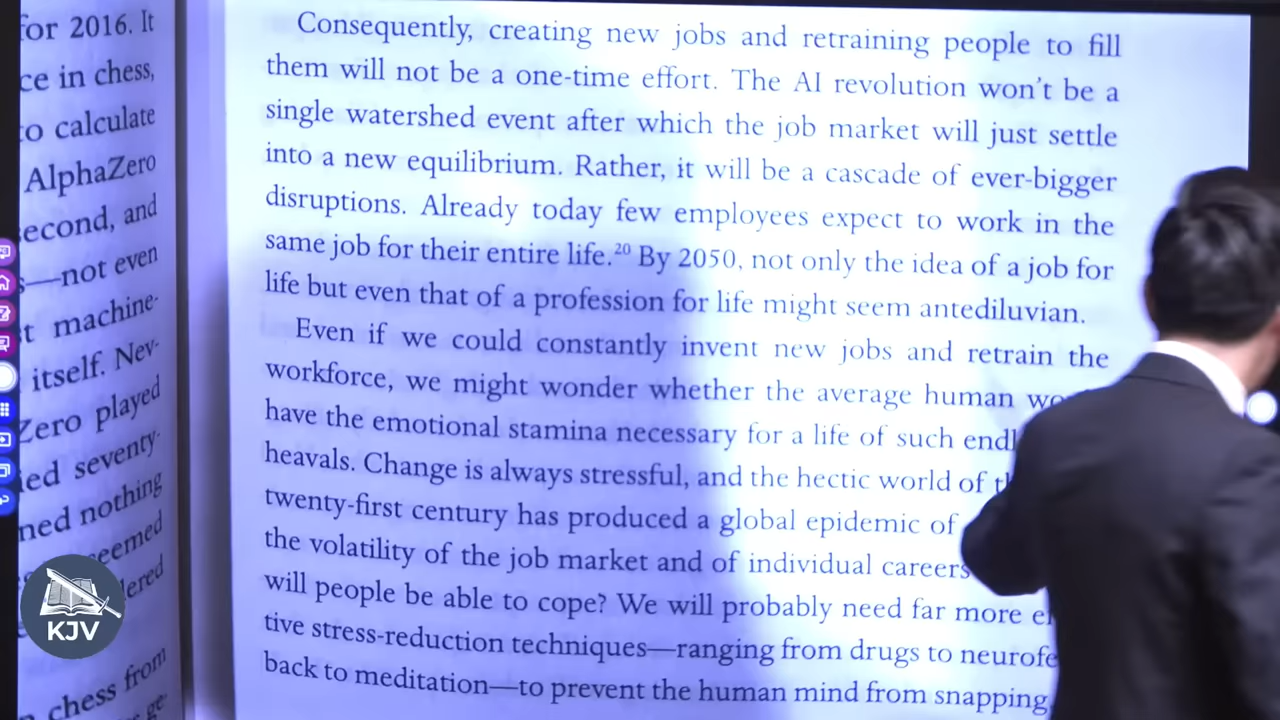 for 2016. It
ce in chess,
to calculate
AlphaZero
second, and
s—not even
t machine-
itself. Nev-
Zero played
ned seventy-
ned nothing
seemed
dered
chess from
Consequently, creating new jobs and retraining people to fill
them will not be a one-time effort. The AI revolution won't be a
single watershed event after which the job market will just settle
into a new equilibrium. Rather, it will be a cascade of ever-bigger
disruptions. Already today few employees expect to work in the
same job for their entire life.20 By 2050, not only the idea of a job for
life but even that of a profession for life might seem antediluvian.
Even if we could constantly invent new jobs and retrain the
workforce, we might wonder whether the average human
have the emotional stamina necessary for a life of such
heavals. Change is always stressful, and the hectic world of
twenty-first century has produced a global epidemic of
the volatility of the job market and of individual careers
will people be able to cope? We will probably need far more
tive stress-reduction techniques—ranging from drugs to neurofe
back to meditation—to prevent the human mind from snapping
KJV